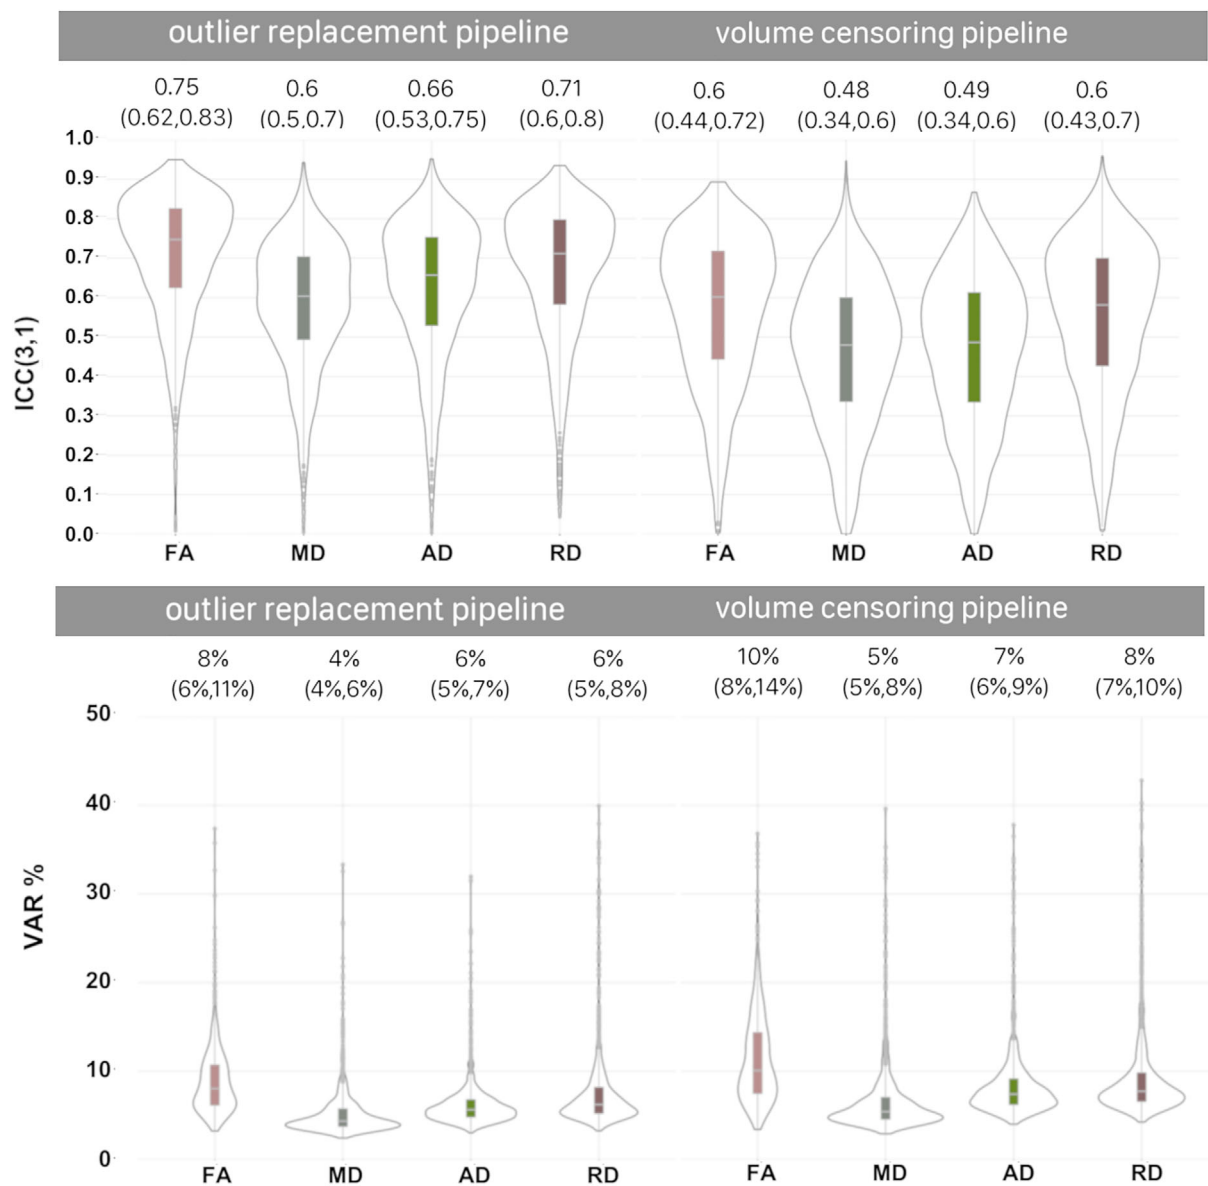 outlier replacement pipeline volume censoring pipeline
0.75 0.6 0.66 0.71 0.6 0.48 0.49 0.6
(0.62,0.83) (0.5,0.7) (0.53,0.75) (0.6,0.8) (0.44,0.72) (0.34,0.6) (0.34,0.6) (0.43,0.7)
1.0
0.9
0.8
0.7
0.6
0.5
0.4
0.3
0.2
0.1
0.0
ICC(3,1)
FA MD AD RD FA MD AD RD
outlier replacement pipeline volume censoring pipeline
8% 4% 6% 6% 10% 5% 7% 8%
(6%,11%) (4%,6%) (5%,7%) (5%,8%) (8%,14%) (5%,8%) (6%,9%) (7%,10%)
50
40
30
20
10
0
VAR %
FA MD AD RD FA MD AD RD